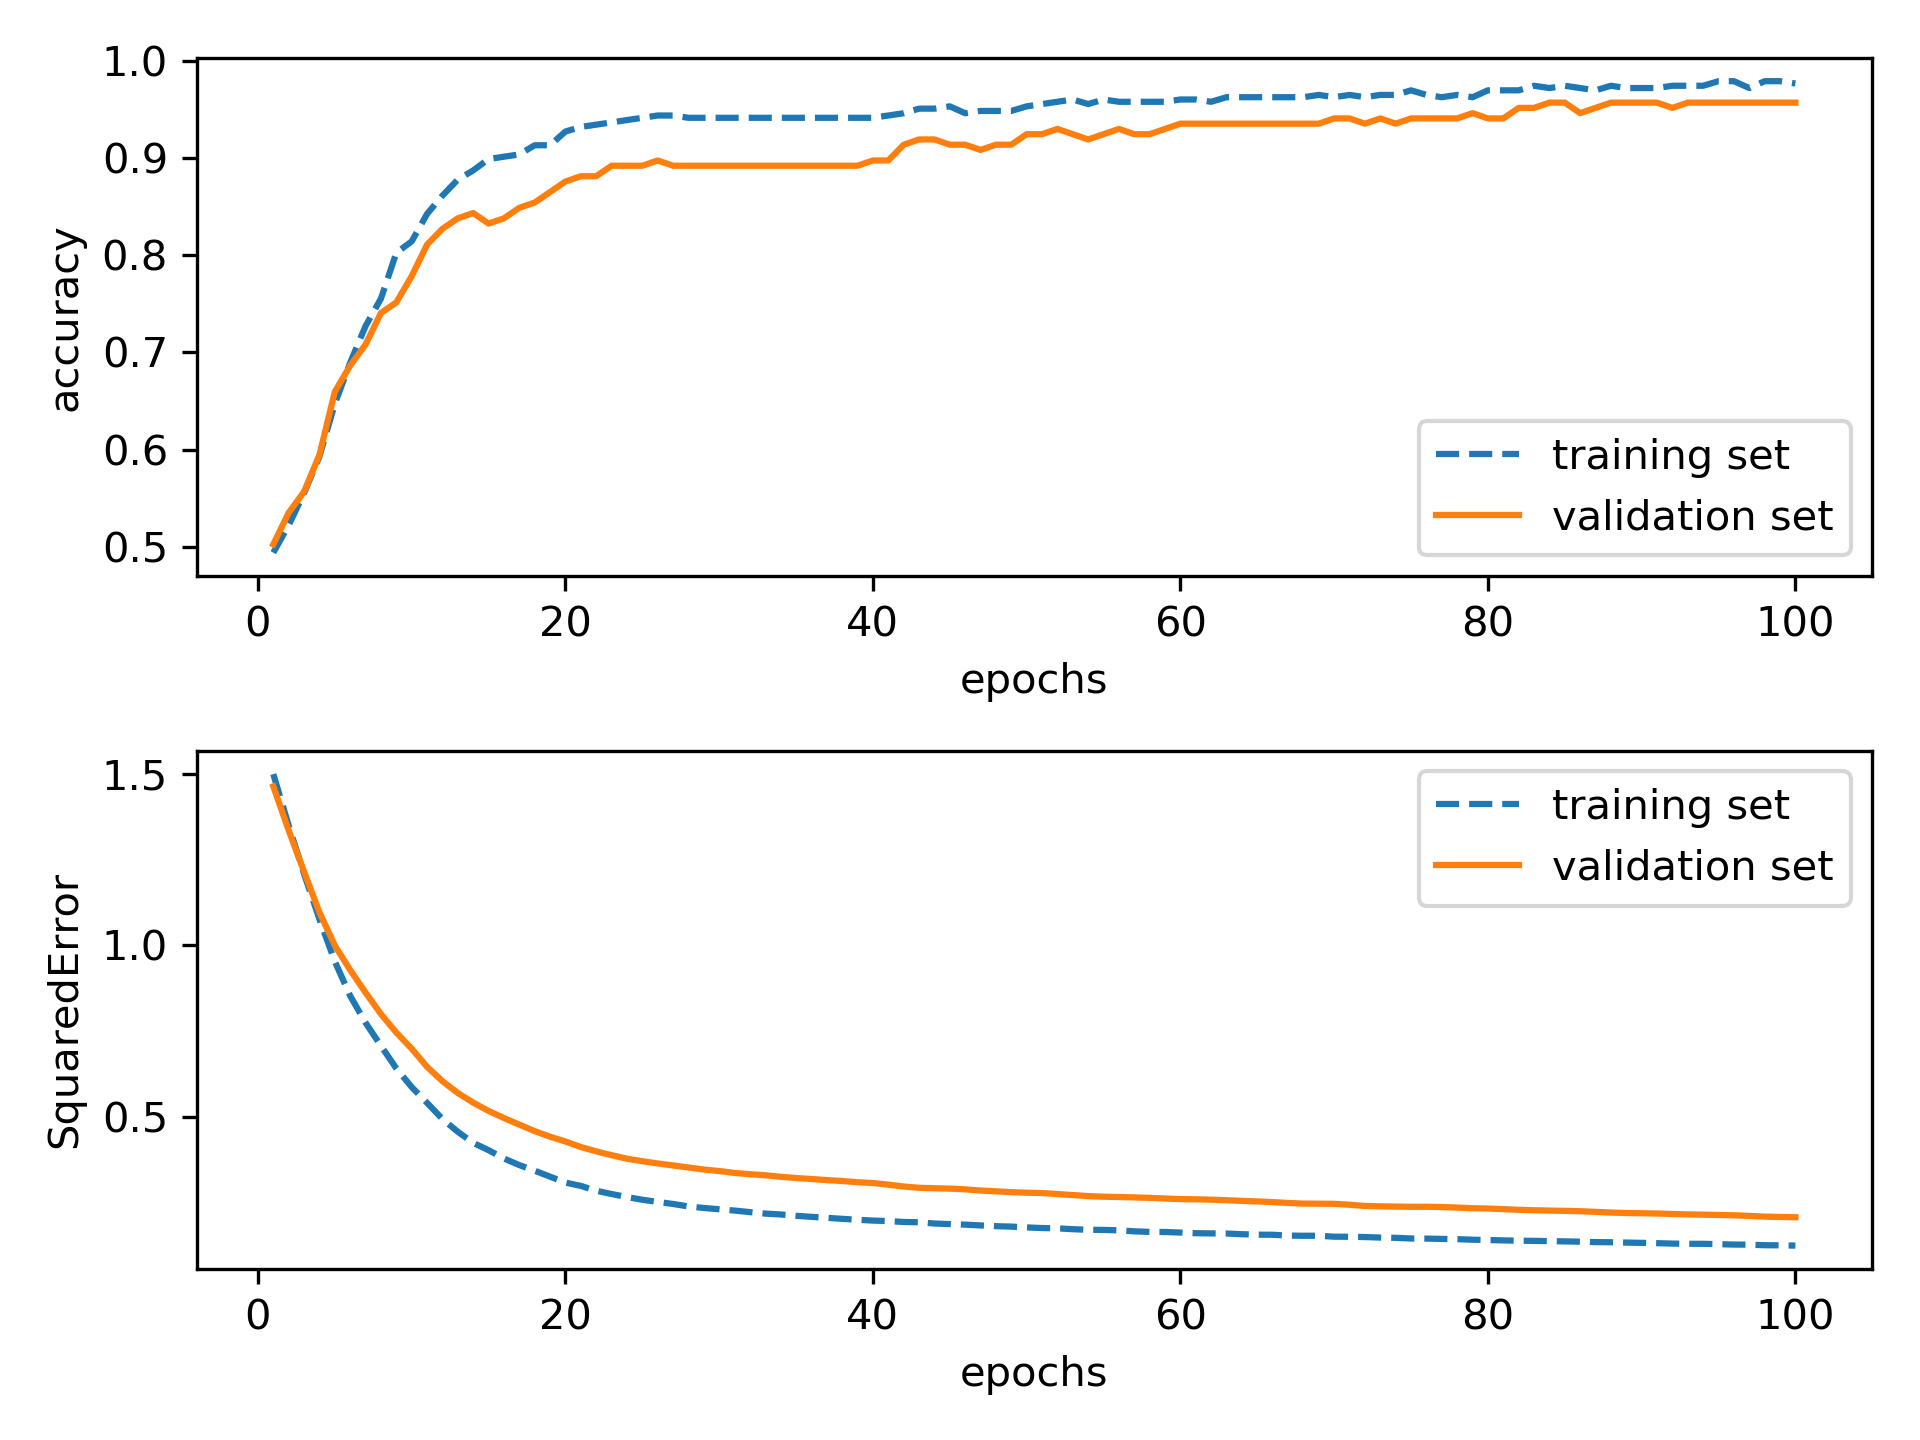 1.0
0.9
0.8
0.7
0.6
0.5
accuracy
training set
validation set
0 20 40 60 80 100
epochs
1.5
1.0
0.5
SquaredError
training set
validation set
0 20 40 60 80 100
epochs